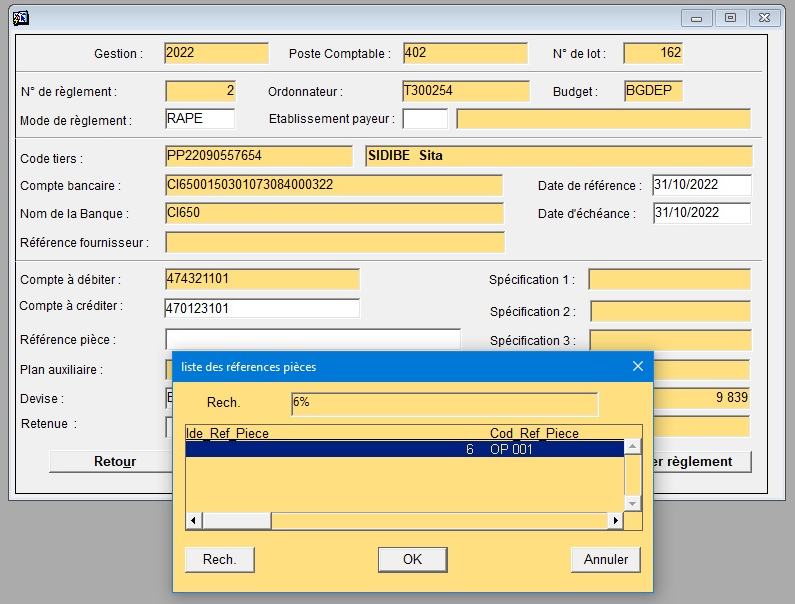 Gestion : 2022 Poste Comptable : 402 N° de lot : 162
N° de règlement : 2 Ordonnateur : T300254 Budget : BGDEP
Mode de règlement : RAPE Etablissement payeur :
Code tiers : PP22090557654 SIDIBE Sita
Compte bancaire : CI6500150301073084000322 Date de référence : 31/10/2022
Nom de la Banque : CI650 Date d'échéance : 31/10/2022
Référence fournisseur :
Compte à débiter : 474321101 Spécification 1 :
Compte à créditer : 470123101 Spécification 2 :
Référence pièce : Spécification 3 :
Plan auxiliaire :
Devise : 9 839
Retenue :
Retour er règlement
liste des réferences pièces
Rech. 6%
Ide_Ref_Piece Cod_Ref_Piece
6 OP 001
Rech. OK Annuler